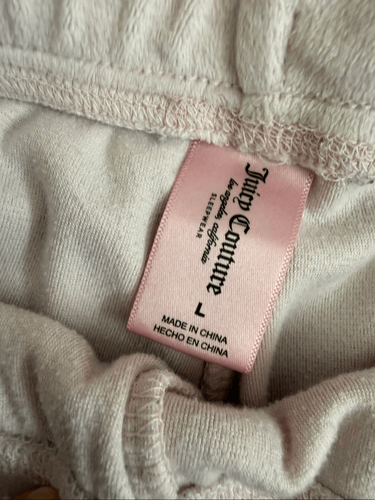 Juicy Couture
Los Angeles, California
SLEEPWEAR
L
MADE IN CHINA
HECHO EN CHINA